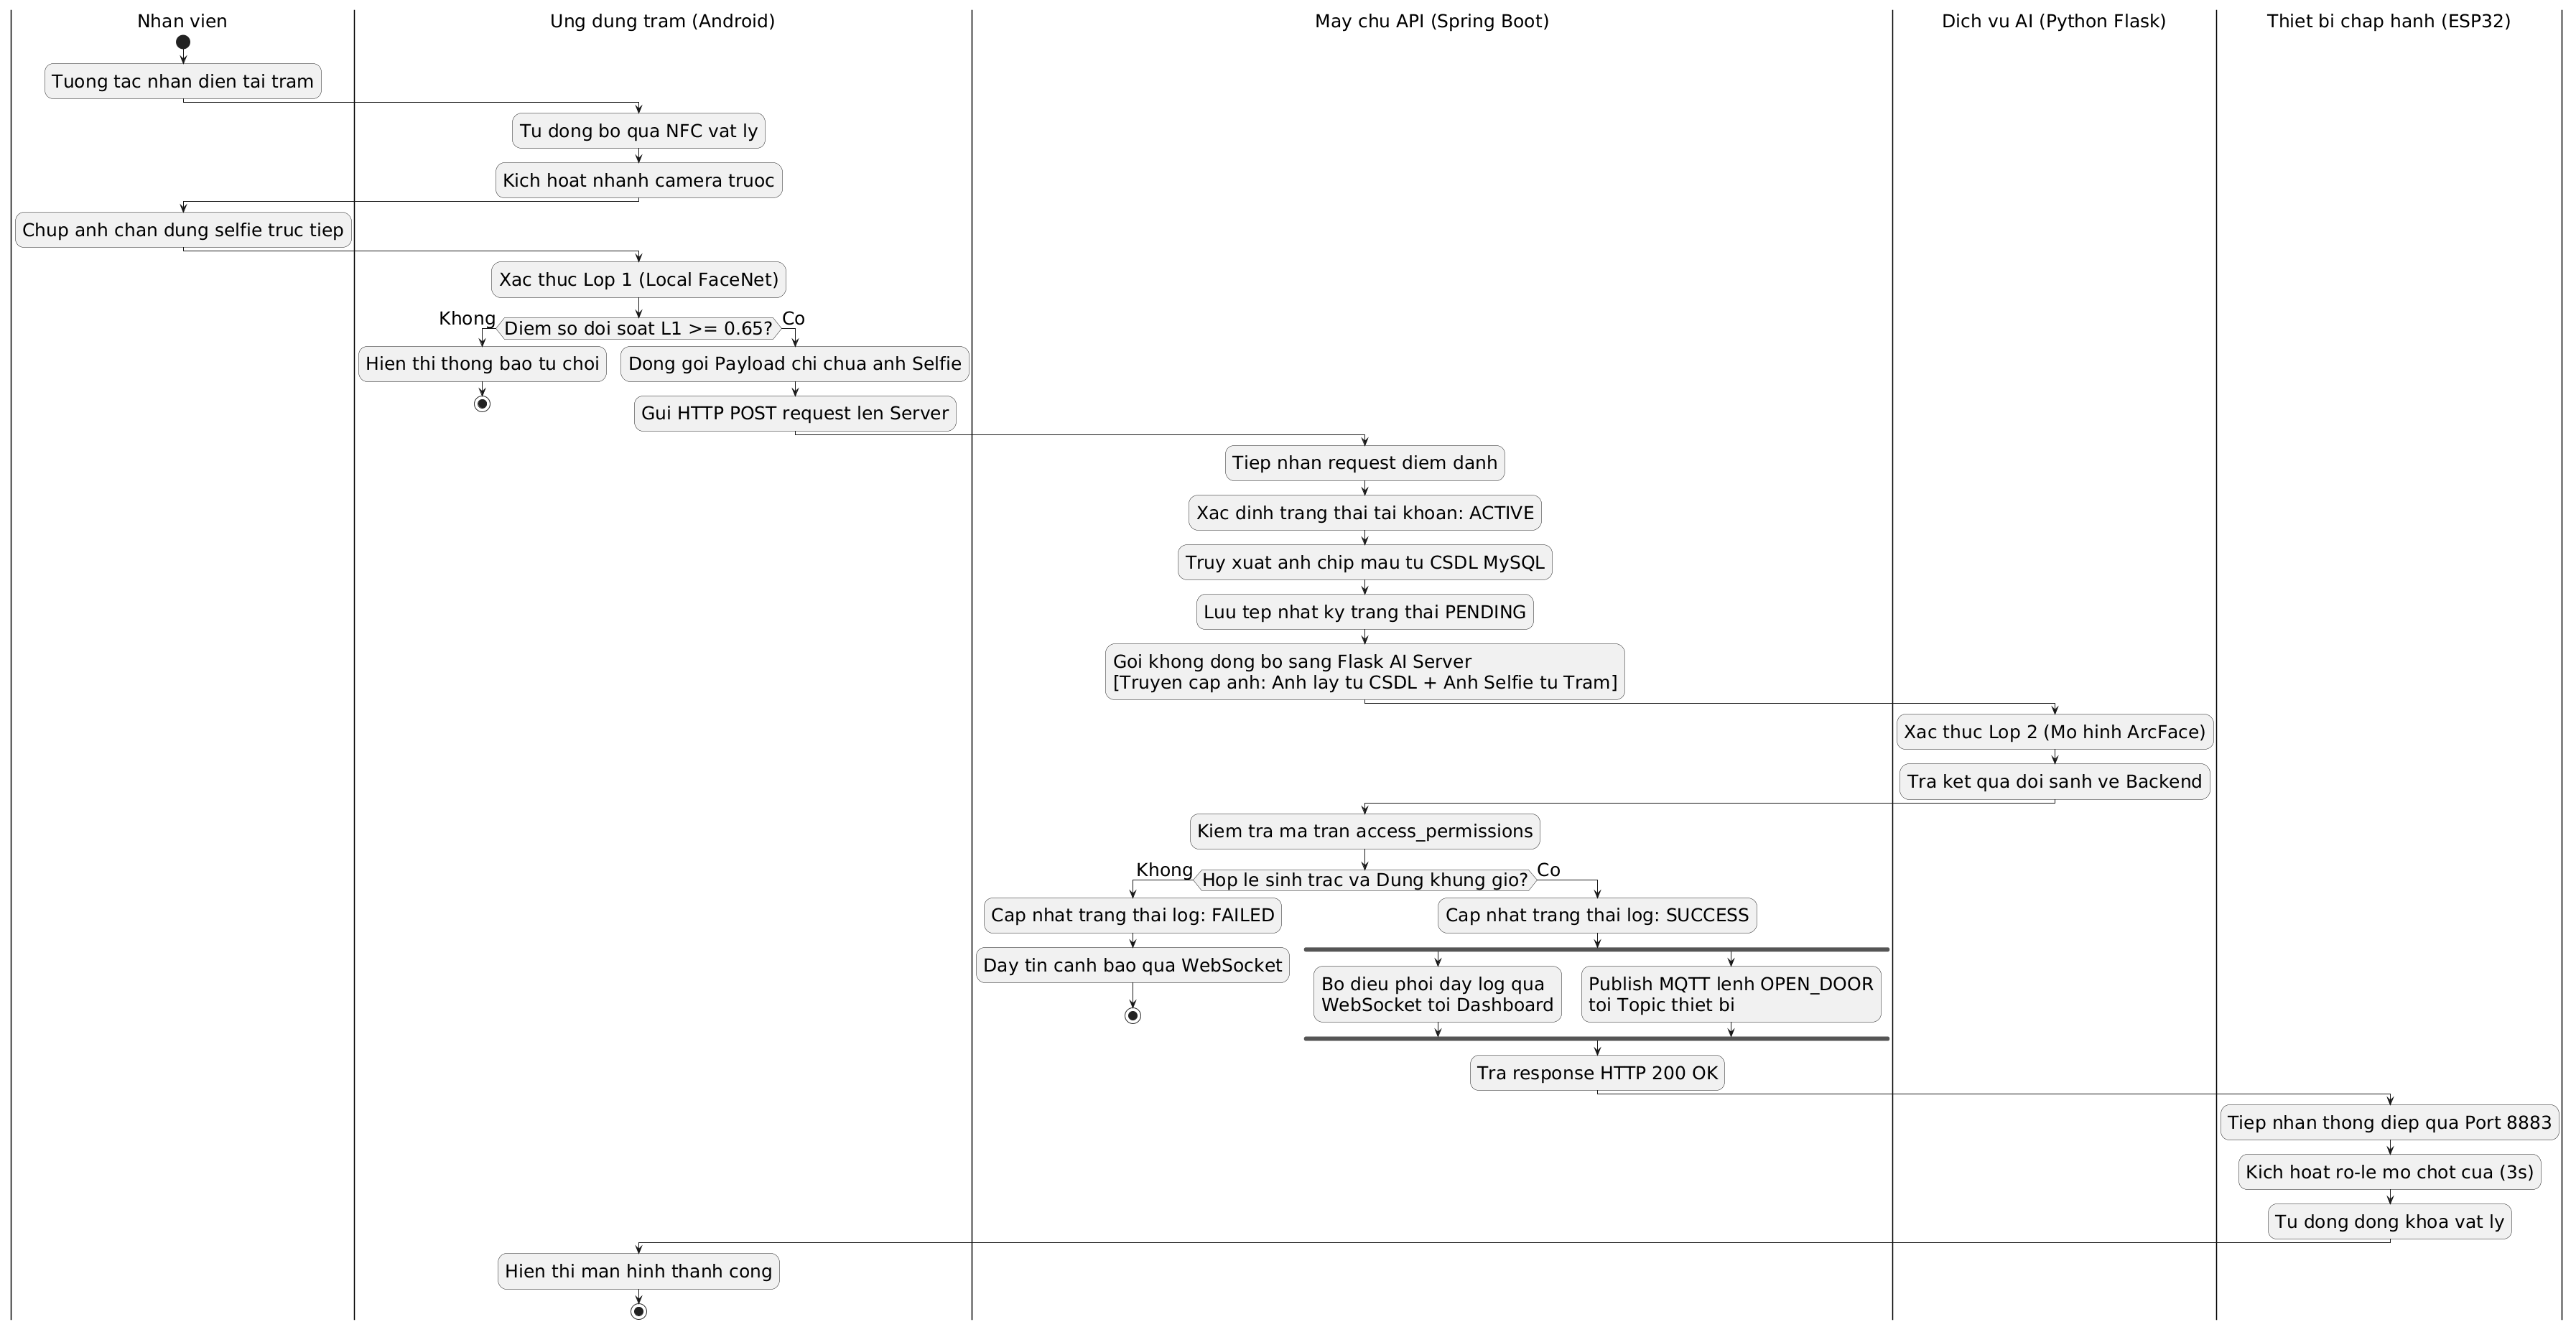 Nhan vien
Ung dung tram (Android)
May chu API (Spring Boot)
Dich vu AI (Python Flask)
Thiet bi chap hanh (ESP32)
Tuong tac nhan dien tai tram
Tu dong bo qua NFC vat ly
Kich hoat nhanh camera truoc
Chup anh chan dung selfie truc tiep
Xac thuc Lop 1 (Local FaceNet)
Khong
Diem so doi soat L1 >= 0.65?
Co
Hien thi thong bao tu choi
Dong goi Payload chi chua anh Selfie
Gui HTTP POST request len Server
Tiep nhan request diem danh
Xac dinh trang thai tai khoan: ACTIVE
Truy xuat anh chip mau tu CSDL MySQL
Luu tep nhat ky trang thai PENDING
Goi khong dong bo sang Flask AI Server
[Truyen cap anh: Anh lay tu CSDL + Anh Selfie tu Tram]
Xac thuc Lop 2 (Mo hinh ArcFace)
Tra ket qua doi sanh ve Backend
Kiem tra ma tran access_permissions
Khong
Hop le sinh trac va Dung khung gio?
Co
Cap nhat trang thai log: FAILED
Day tin canh bao qua WebSocket
Cap nhat trang thai log: SUCCESS
Bo dieu phoi day log qua
WebSocket toi Dashboard
Publish MQTT lenh OPEN_DOOR
toi Topic thiet bi
Tra response HTTP 200 OK
Tiep nhan thong diep qua Port 8883
Kich hoat ro-le mo chot cua (3s)
Tu dong dong khoa vat ly
Hien thi man hinh thanh cong